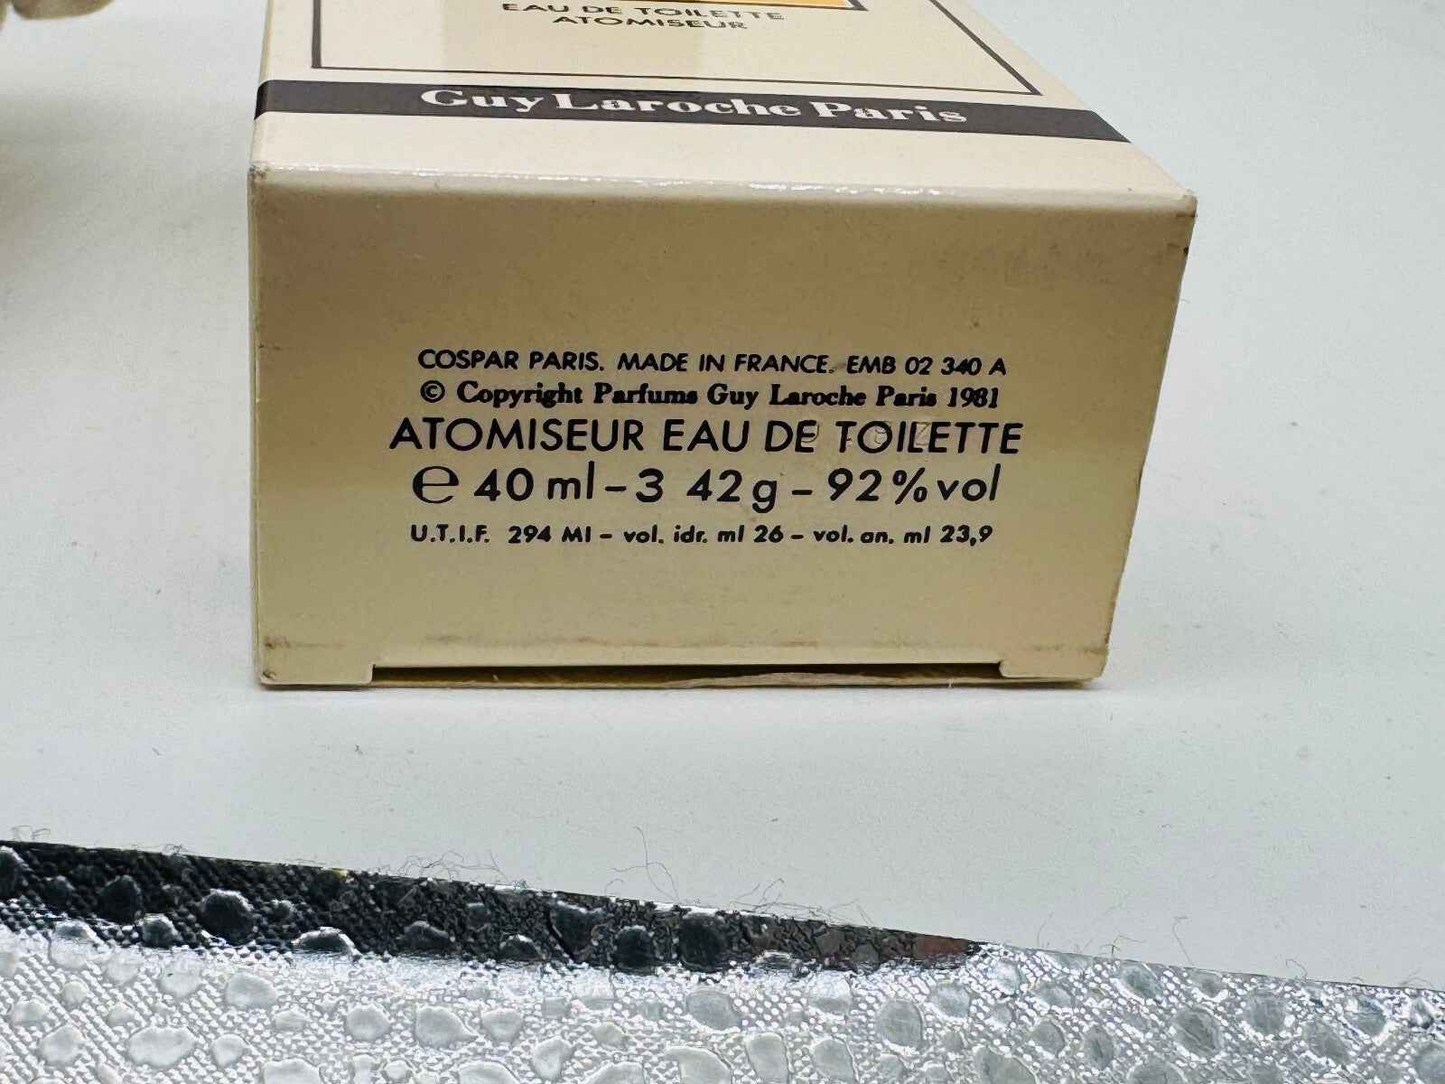 EAU DE TOILETTE
ATOMISEUR
Guy Laroche Paris
COSPAR PARIS. MADE IN FRANCE. EMB 02 340 A
© Copyright Parfums Guy Laroche Paris 1981
ATOMISEUR EAU DE TOILETTE
℮ 40 ml – 3 42g – 92% vol
U.T.I.F. 294 MI – vol. idr. ml 26 – vol. an. ml 23,9